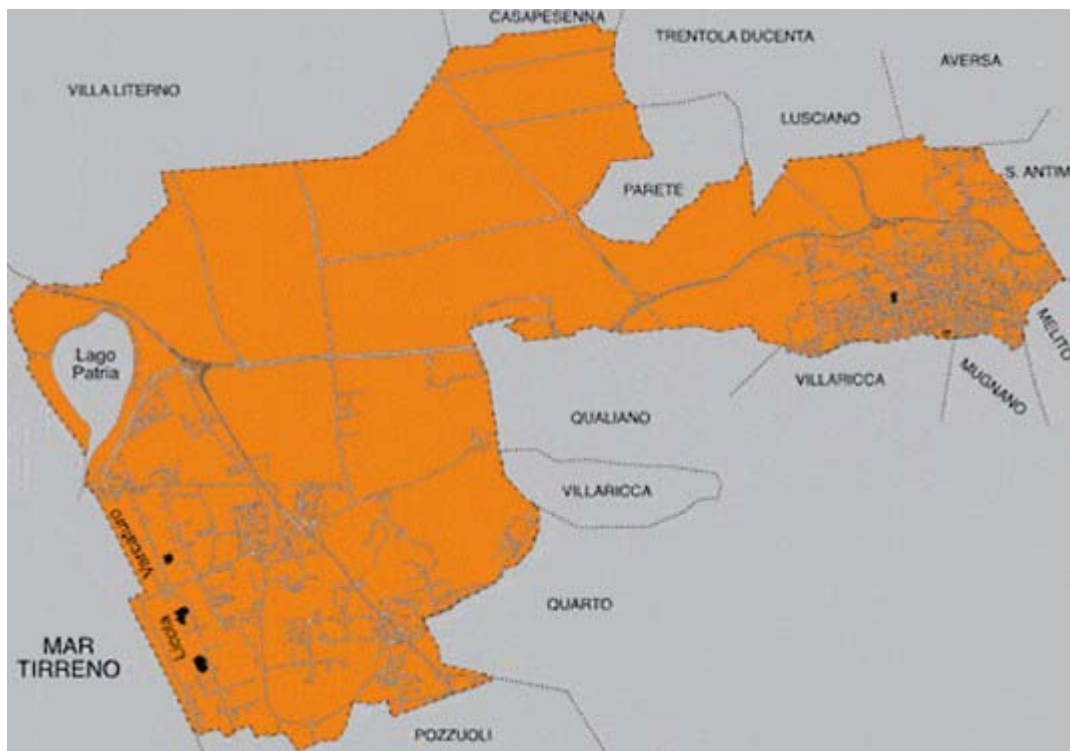 CASAPESENNA
TRENTOLA DUCENTA
AVERSA
VILLA LITERNO
LUSCIANO
S. ANTIM
PARETE
MELITO
Lago
Patria
VILLARICCA
MUGNANO
QUALIANO
VILLARICCA
Varcaturo
QUARTO
Licola
MAR
TIRRENO
POZZUOLI